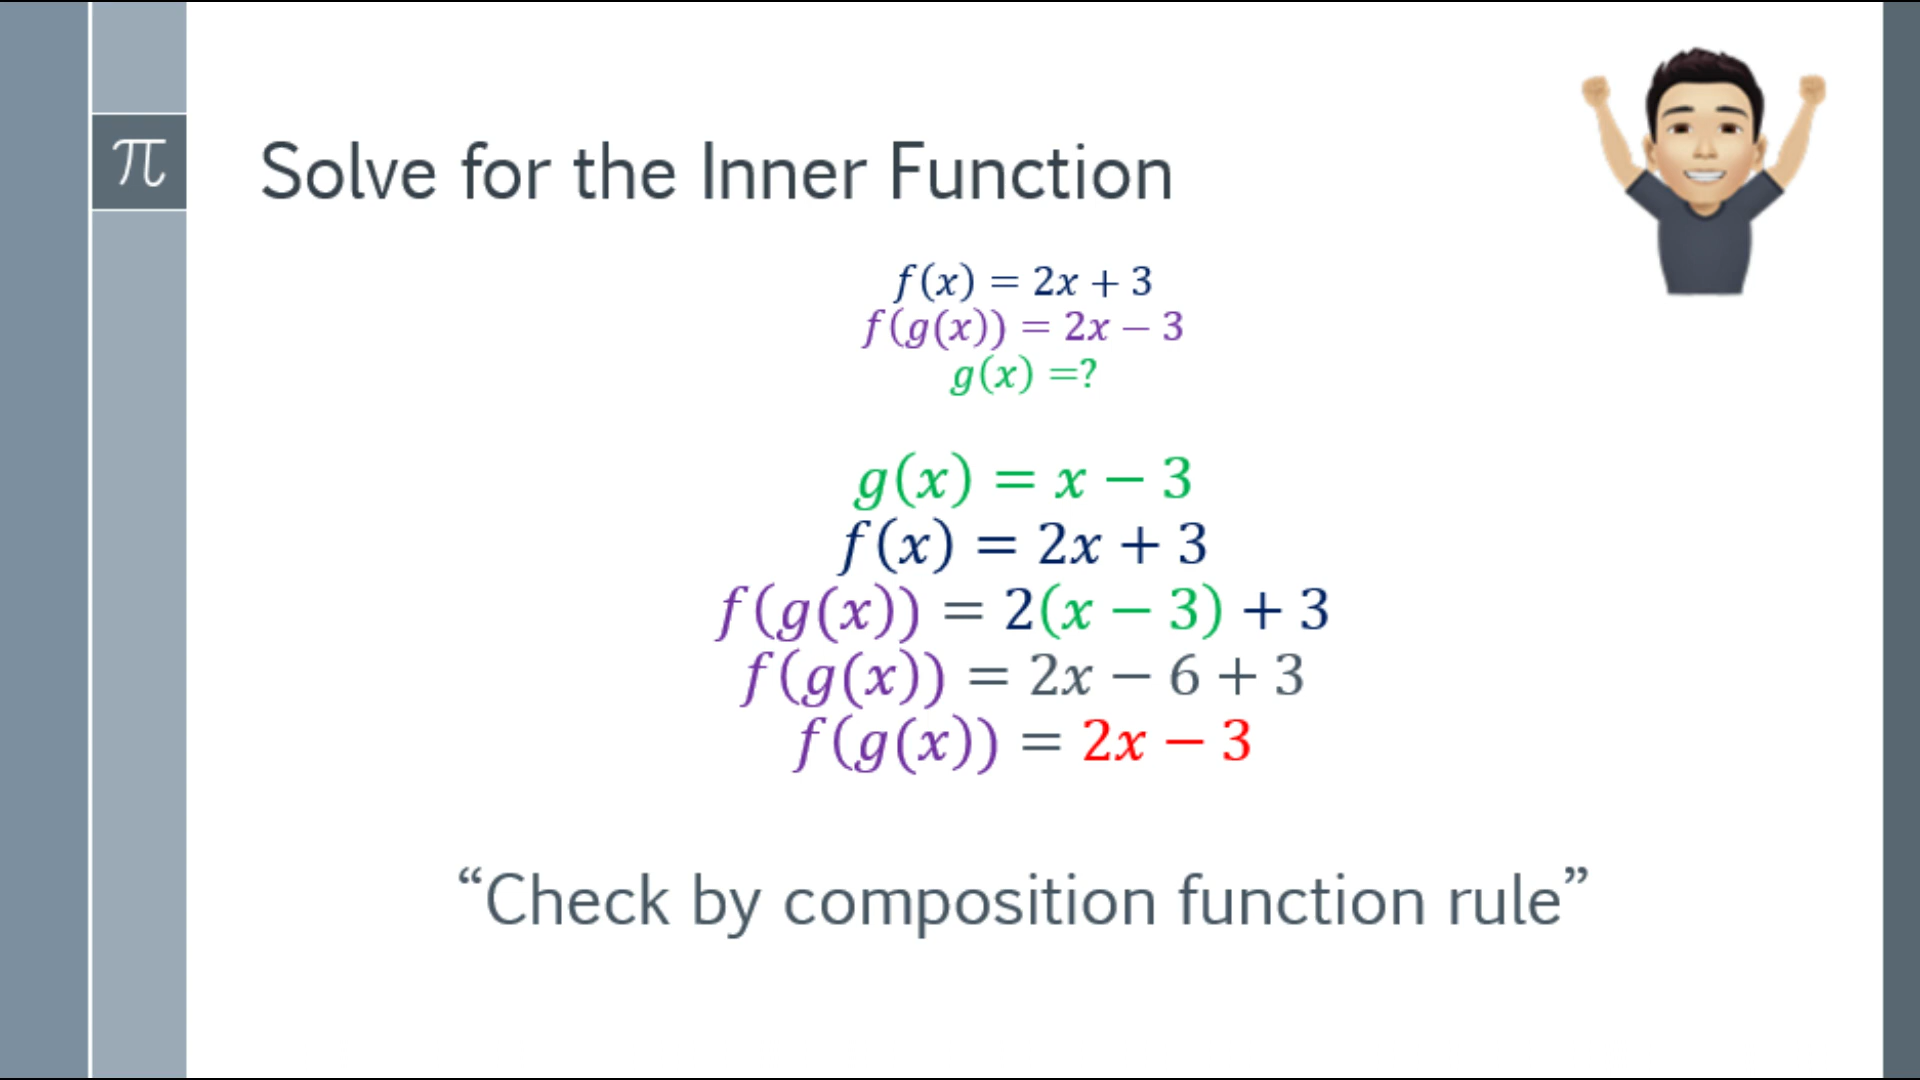 π
Solve for the Inner Function
f(x) = 2x + 3
f(g(x)) = 2x − 3
g(x) =?
g(x) = x − 3
f(x) = 2x + 3
f(g(x)) = 2(x − 3) + 3
f(g(x)) = 2x − 6 + 3
f(g(x)) = 2x − 3
“Check by composition function rule”